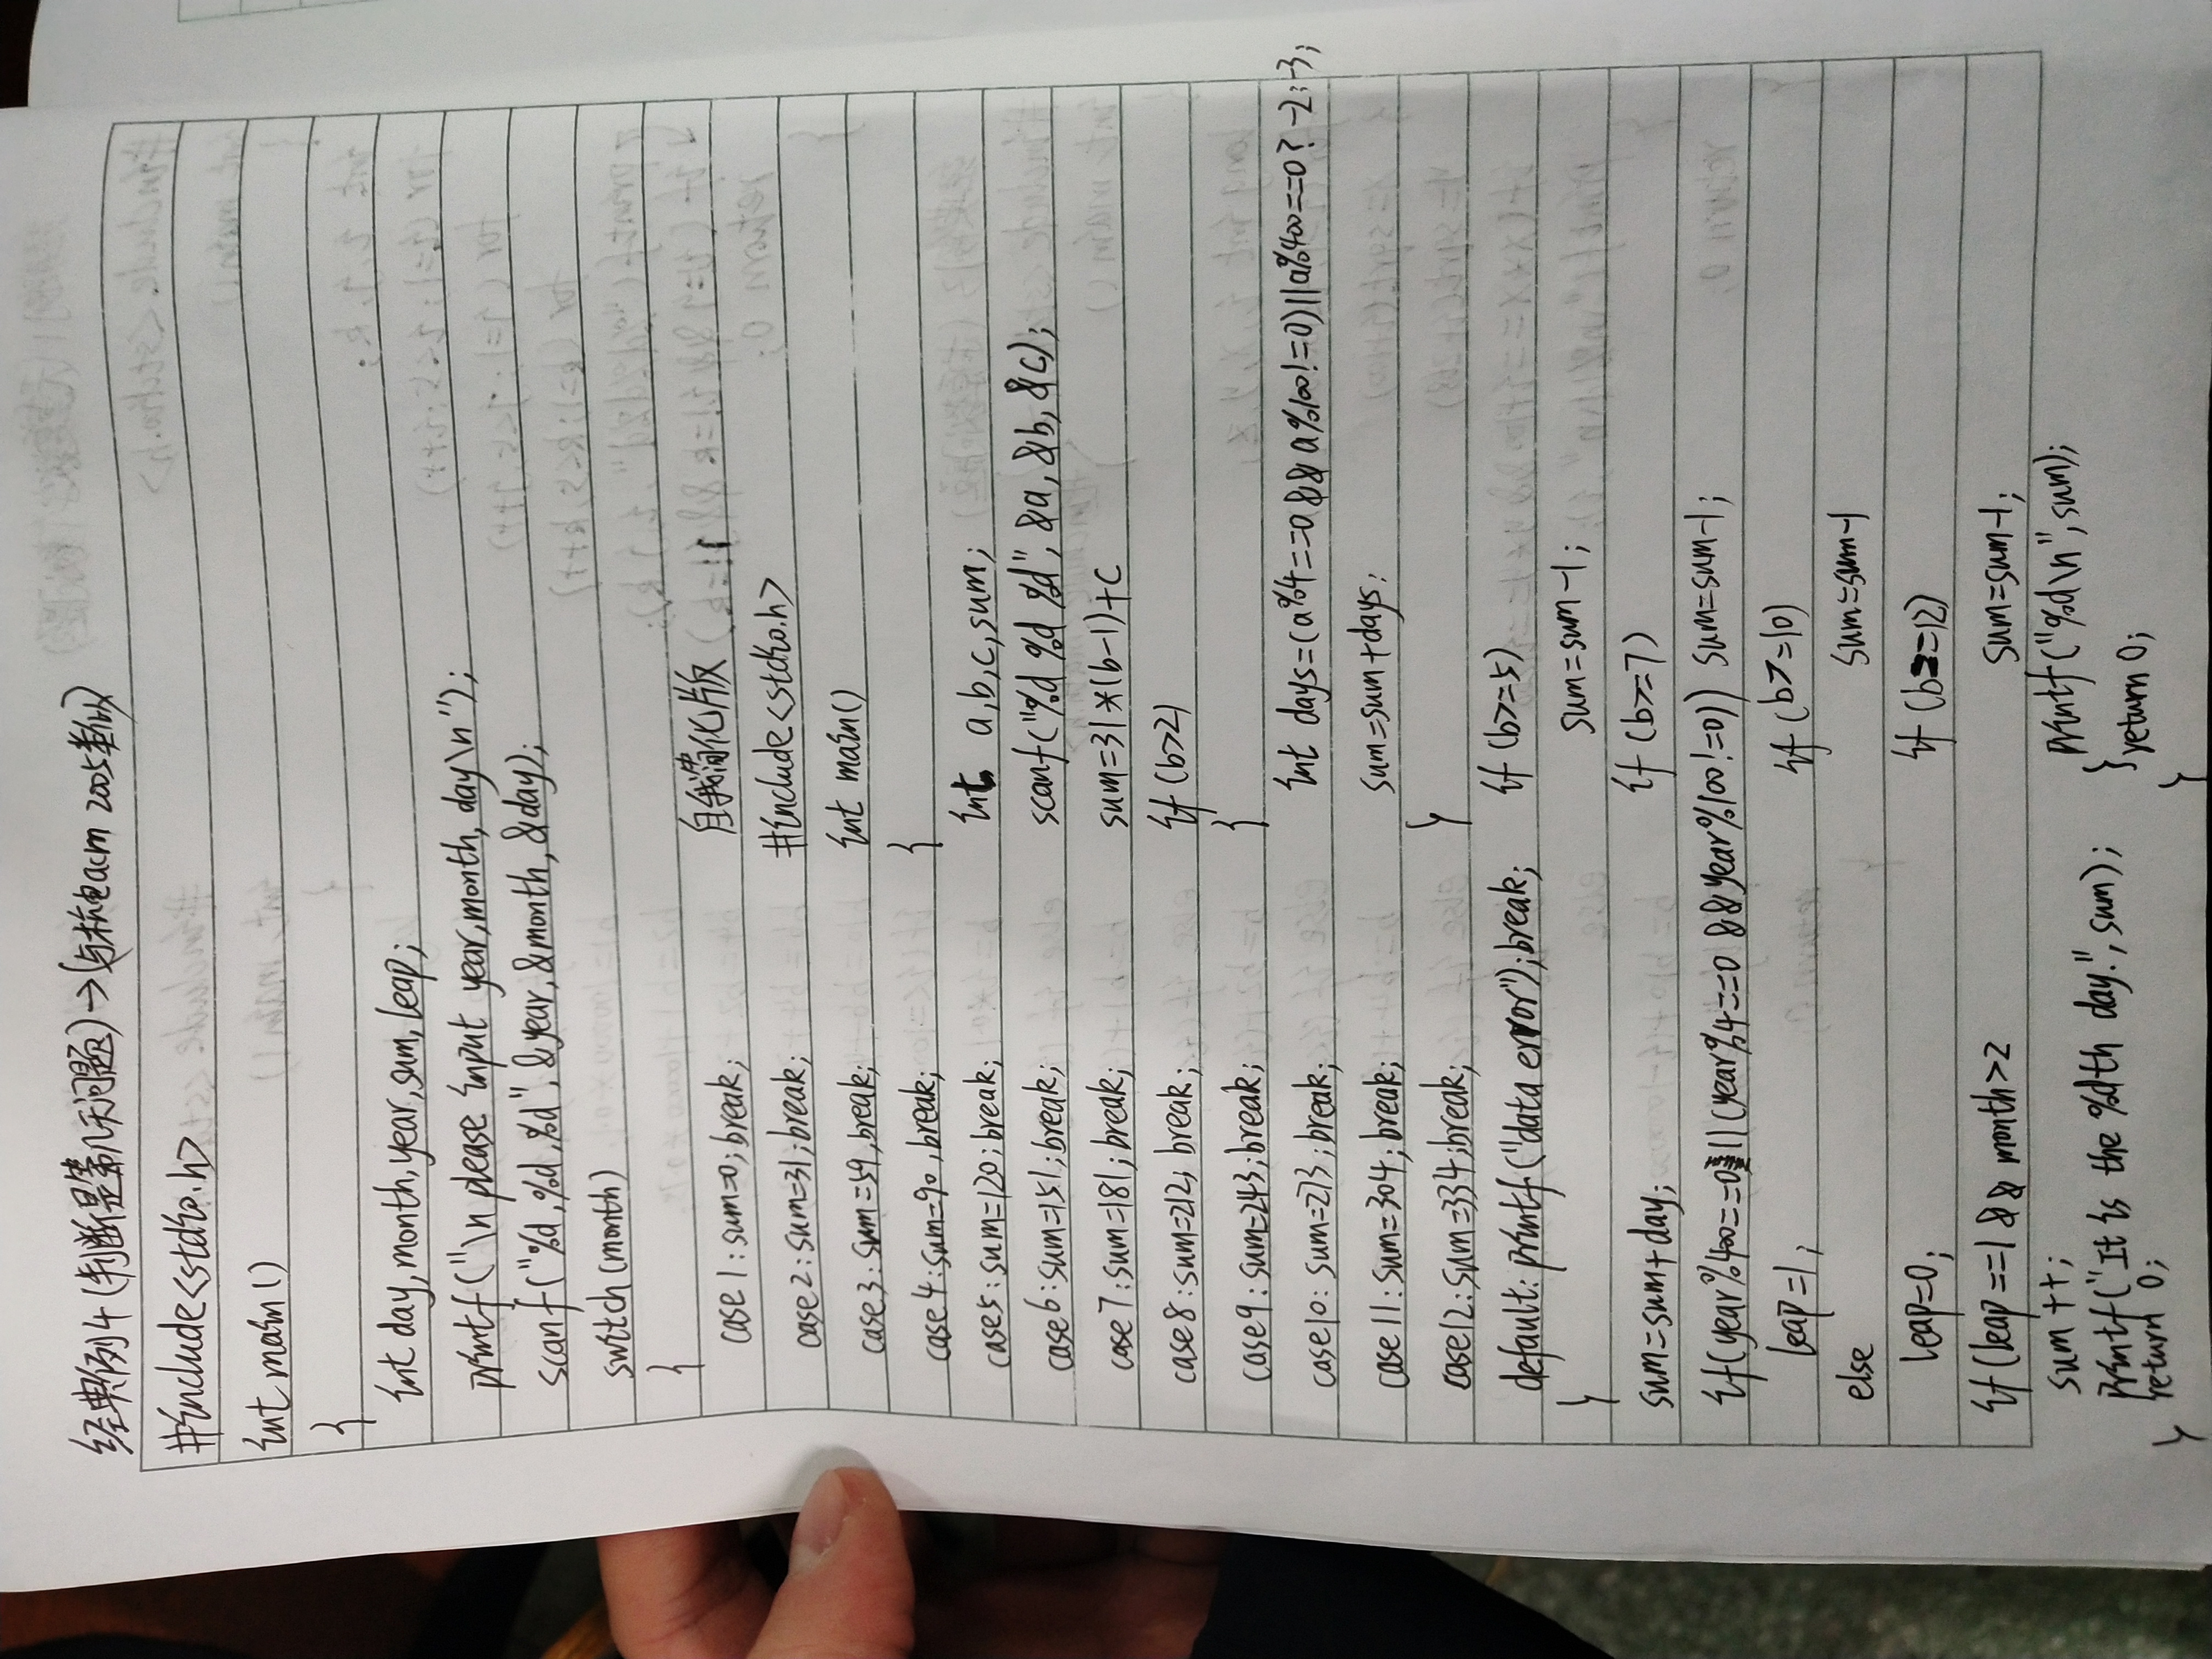 经典例4(判断是第几天问题)→(与杭电acm 2005类似)
#include<stdio.h>
int main()
{
int day,month,year,sum,leap;
printf("\n please input year,month,day\n");
scanf("%d,%d,%d",&year,&month,&day);
switch(month)
{
case 1:sum=0;break;
case 2:sum=31;break;
case 3:sum=59;break;
case 4:sum=90;break;
case 5:sum=120;break;
case 6:sum=151;break;
case 7:sum=181;break;
case 8:sum=212;break;
case 9:sum=243;break;
case 10:sum=273;break;
case 11:sum=304;break;
case 12:sum=334;break;
default:printf("data error");break;
}
sum=sum+day;
if(year%400==0||(year%4==0&&year%100!=0))
leap=1;
else
leap=0;
if(leap==1&&month>2
sum++;
printf("It is the %dth day.",sum);
return 0;
}
自我简化版
#include<stdio.h>
int main()
{
int a,b,c,sum;
scanf("%d %d %d",&a,&b,&c);
sum=31*(b-1)+c
if(b>2)
{
int days=(a%4==0&&a%100!=0)||a%400==0?-2:-3;
sum=sum+days;
}
if(b>=5)
sum=sum-1;
if(b>=7)
sum=sum-1;
if(b>=10)
sum=sum-1
if(b==12)
sum=sum-1;
printf("%d\n",sum);
}return 0;
}